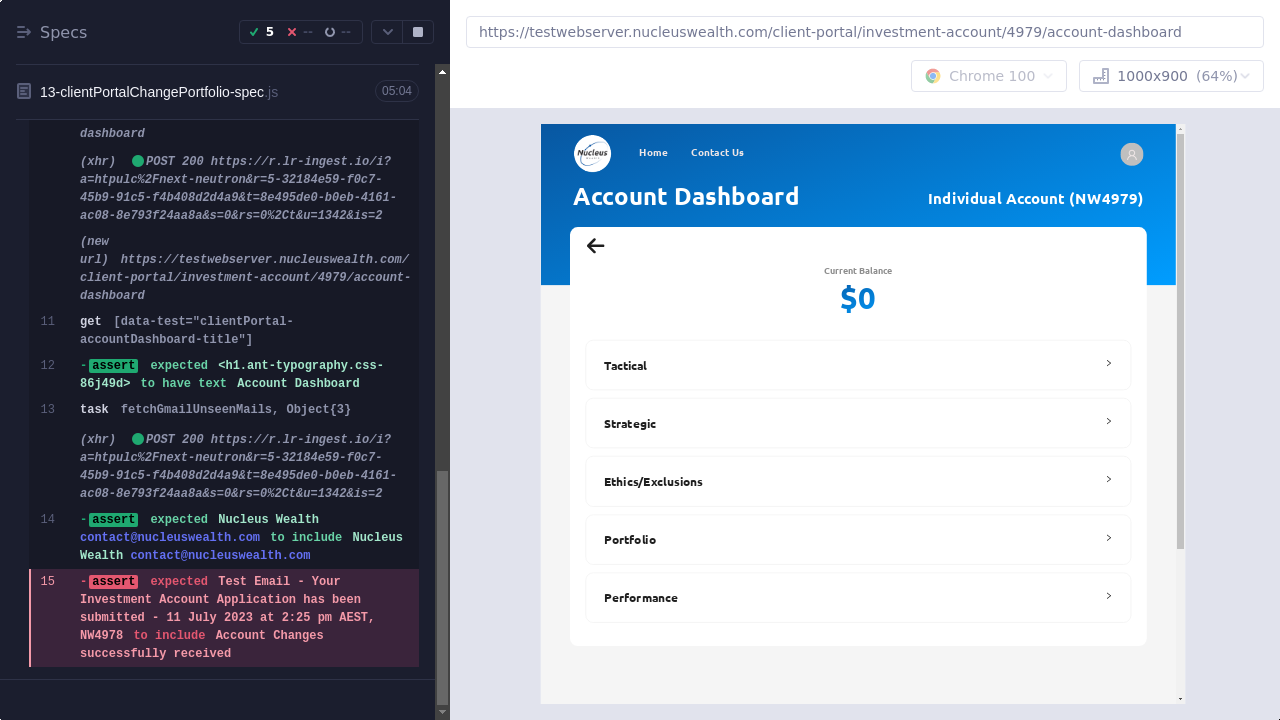 Specs
5
--
--
https://testwebserver.nucleuswealth.com/client-portal/investment-account/4979/account-dashboard
Chrome 100
1000x900 (64%)
13-clientPortalChangePortfolio-spec.js
05:04
dashboard
(xhr) POST 200 https://r.lr-ingest.io/i?
a=htpulc%2Fnext-neutron&r=5-32184e59-f0c7-
45b9-91c5-f4b408d2d4a9&t=8e495de0-b0eb-4161-
ac08-8e793f24aa8a&s=0&rs=0%2Ct&u=1342&is=2
(new
url) https://testwebserver.nucleuswealth.com/
client-portal/investment-account/4979/account-
dashboard
11 get [data-test="clientPortal-
accountDashboard-title"]
12 -assert expected <h1.ant-typography.css-
86j49d> to have text Account Dashboard
13 task fetchGmailUnseenMails, Object{3}
(xhr) POST 200 https://r.lr-ingest.io/i?
a=htpulc%2Fnext-neutron&r=5-32184e59-f0c7-
45b9-91c5-f4b408d2d4a9&t=8e495de0-b0eb-4161-
ac08-8e793f24aa8a&s=0&rs=0%2Ct&u=1342&is=2
14 -assert expected Nucleus Wealth
contact@nucleuswealth.com to include Nucleus
Wealth contact@nucleuswealth.com
15 -assert expected Test Email - Your
Investment Account Application has been
submitted - 11 July 2023 at 2:25 pm AEST,
NW4978 to include Account Changes
successfully received
Nucleus
Home
Contact Us
Account Dashboard
Individual Account (NW4979)
Current Balance
$0
Tactical
Strategic
Ethics/Exclusions
Portfolio
Performance